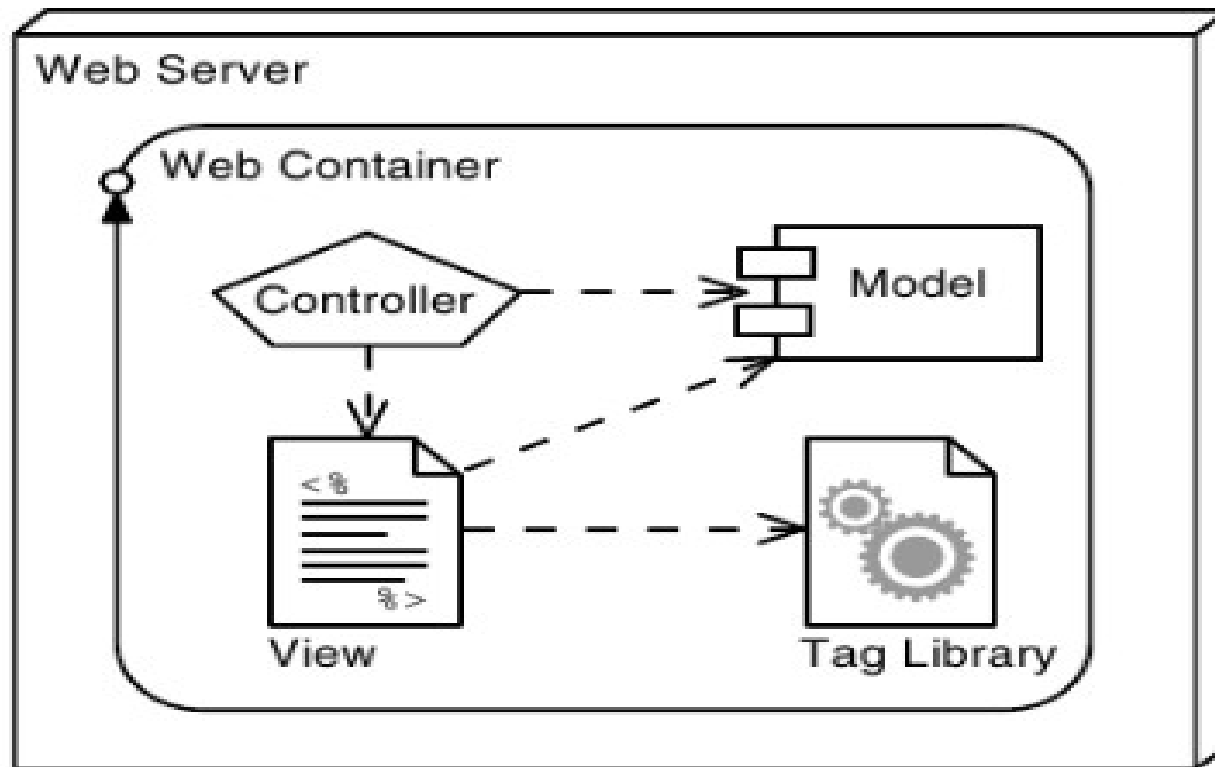 Web Server
Web Container
Controller
Model
<%
%>
View
Tag Library